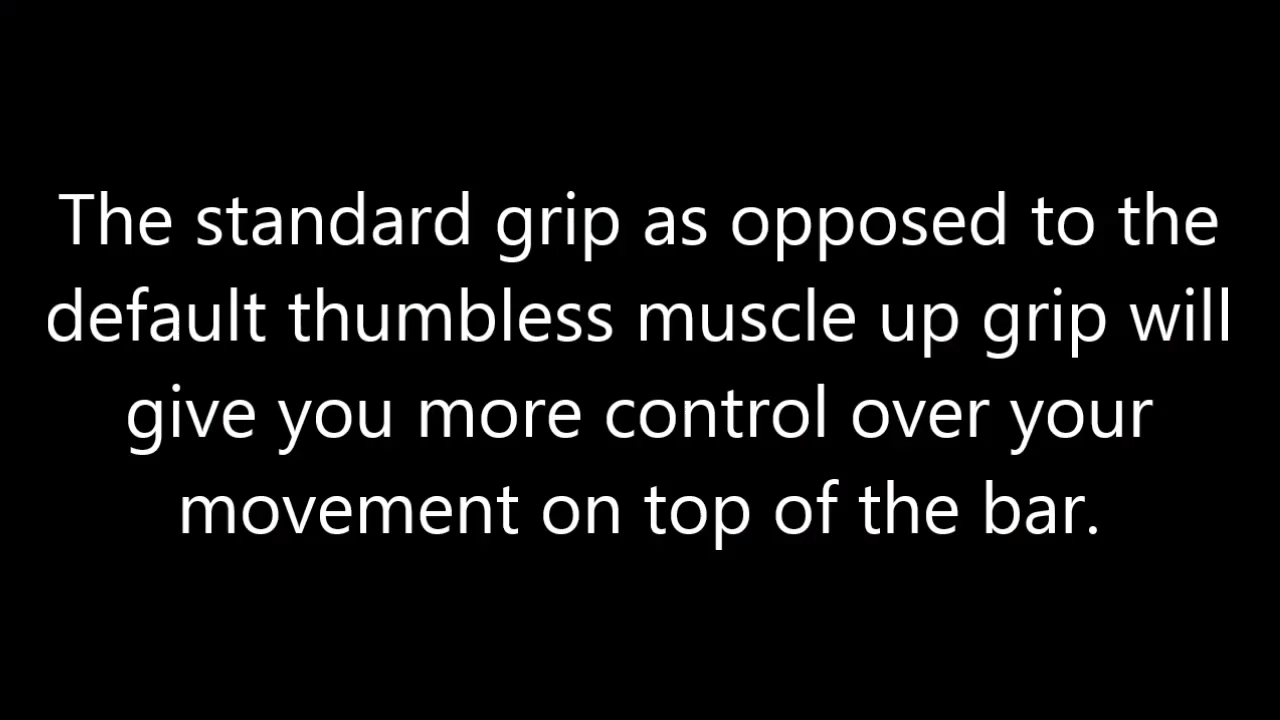 The standard grip as opposed to the
default thumbless muscle up grip will
give you more control over your
movement on top of the bar.